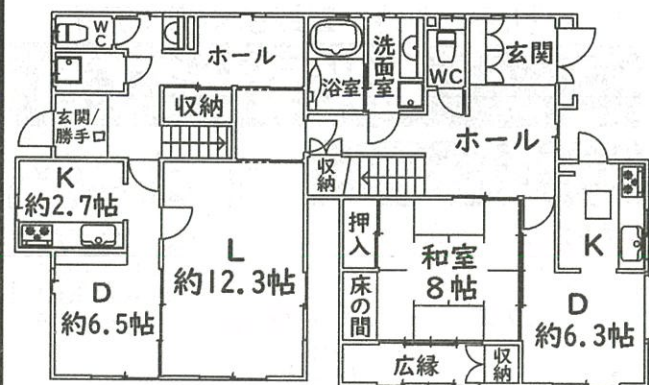 WC
ホール
収納
玄関/
勝手口
K
約2.7帖
D
約6.5帖
L
約12.3帖
浴室
洗面室
WC
玄関
ホール
収納
押入
床の間
和室
8帖
広縁
収納
K
D
約6.3帖